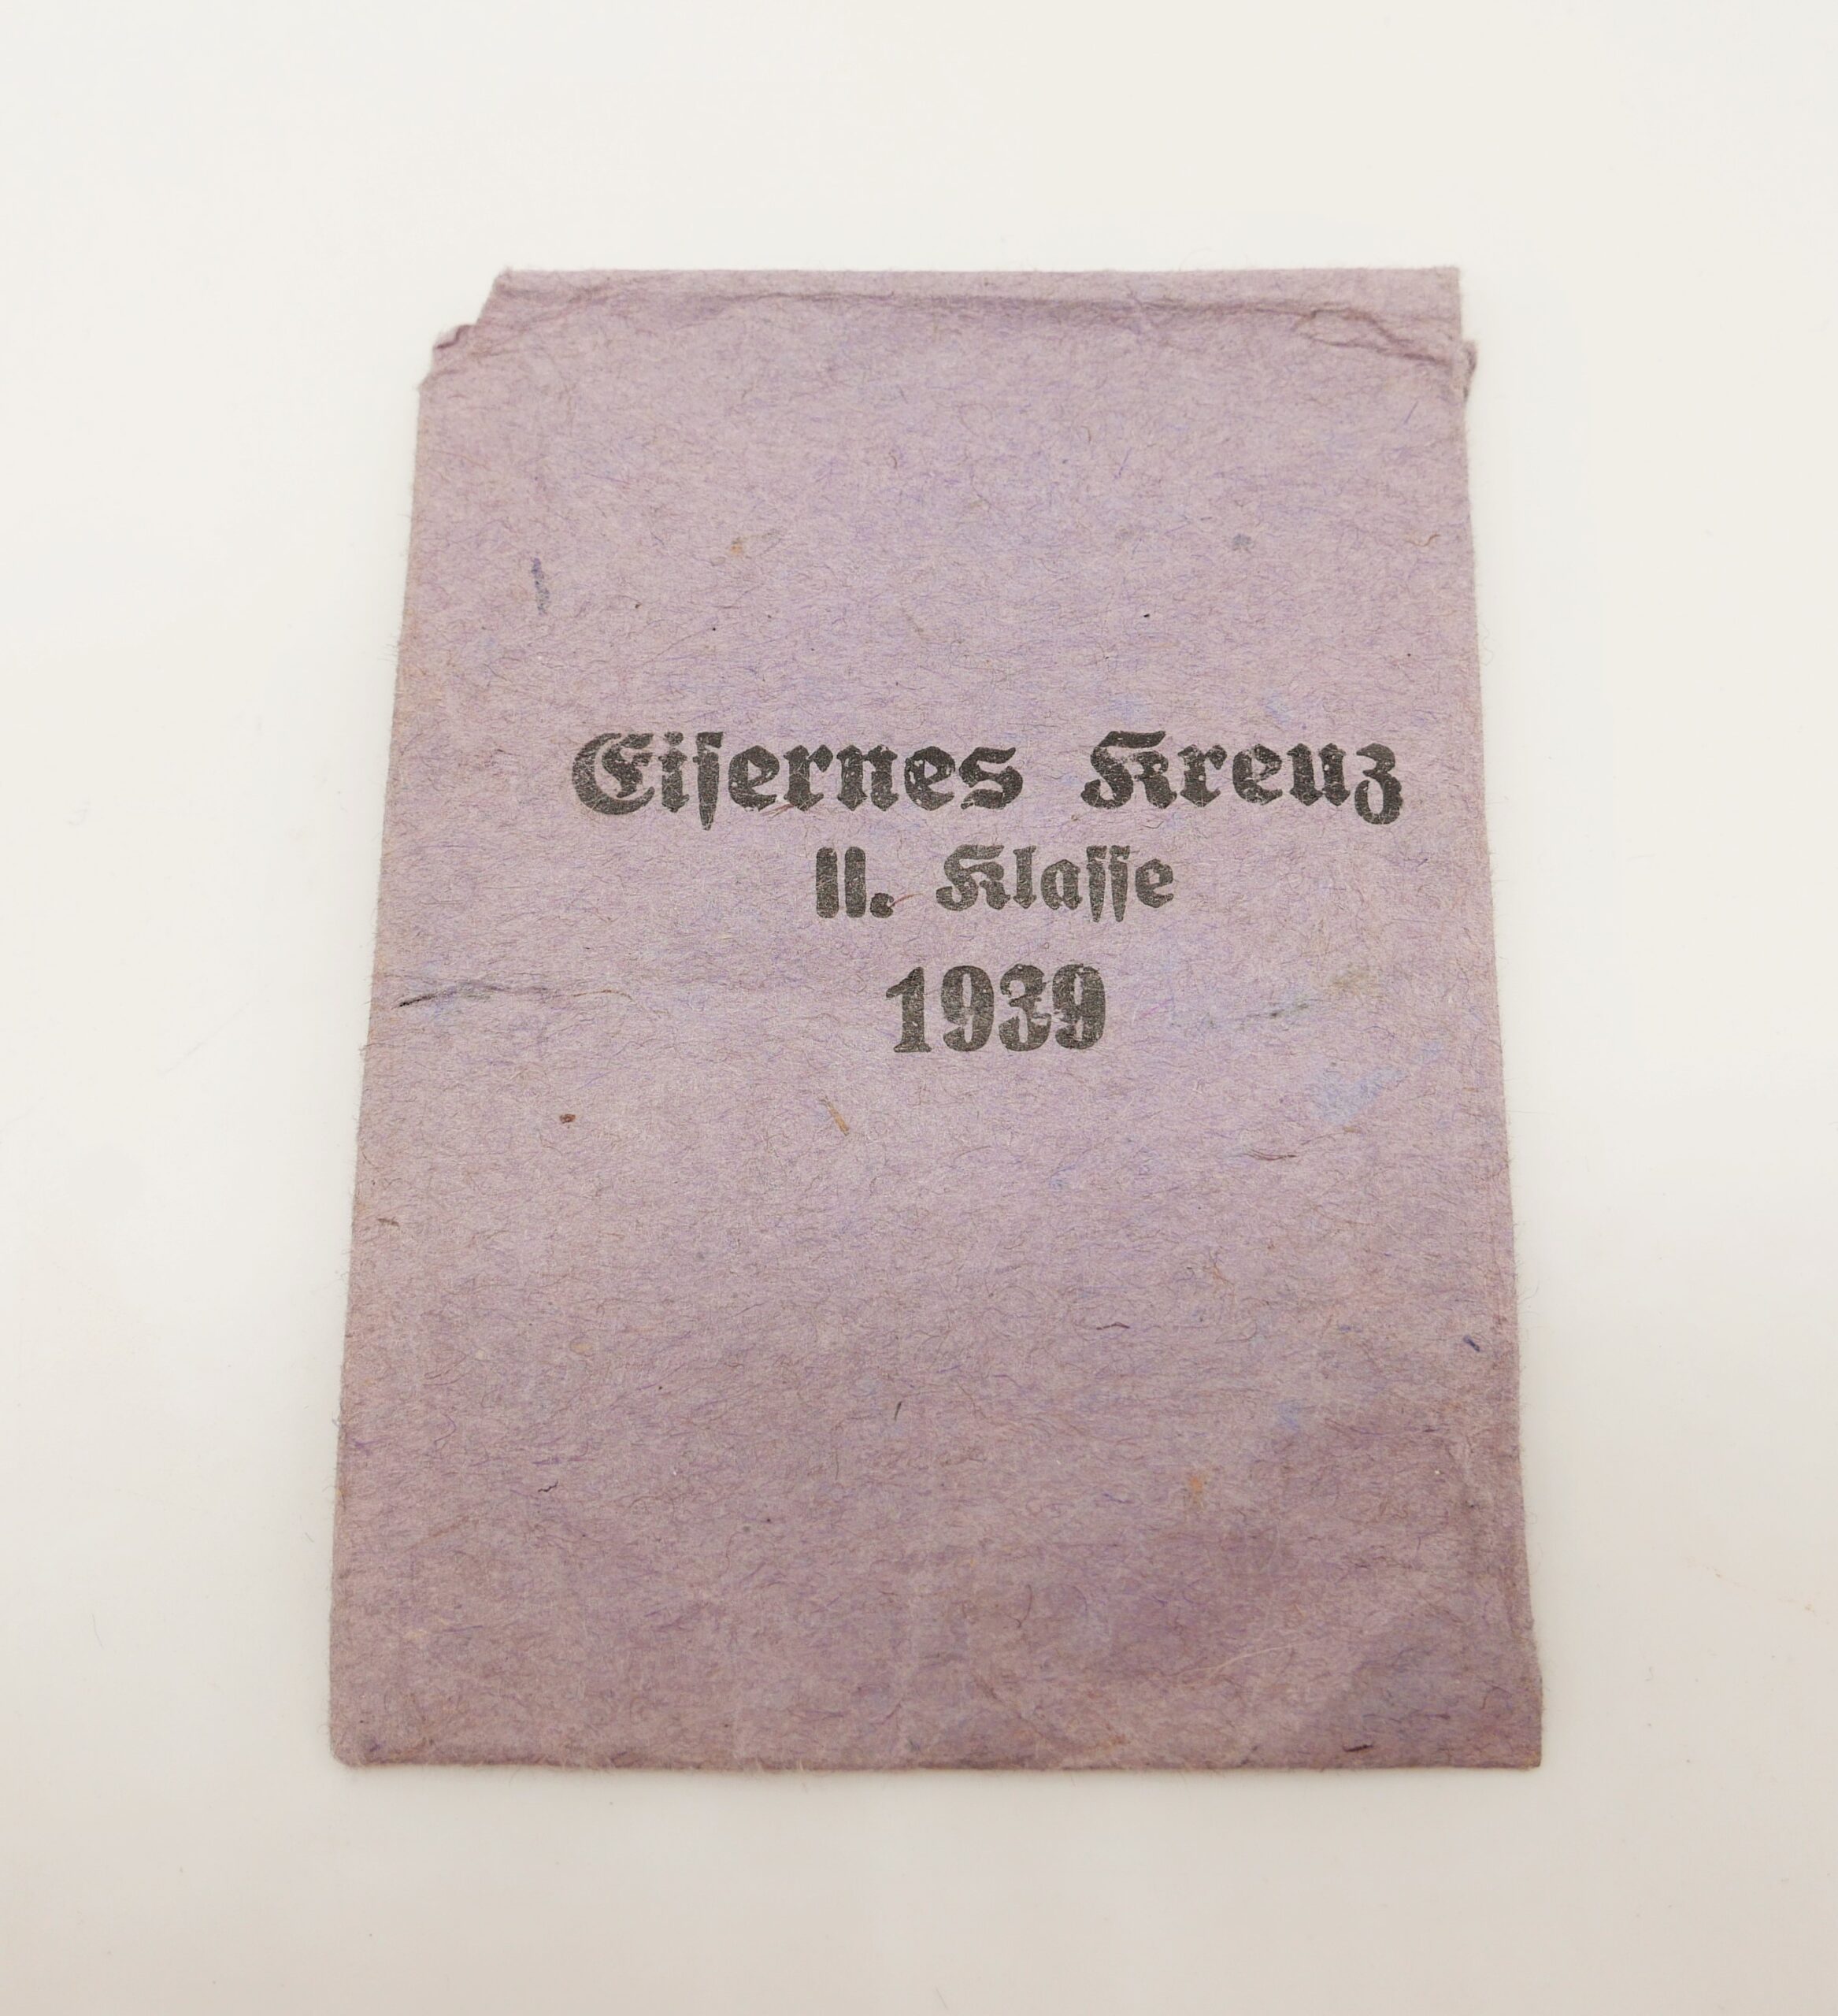 Eiſernes Kreuz
II. Klaſſe
1939